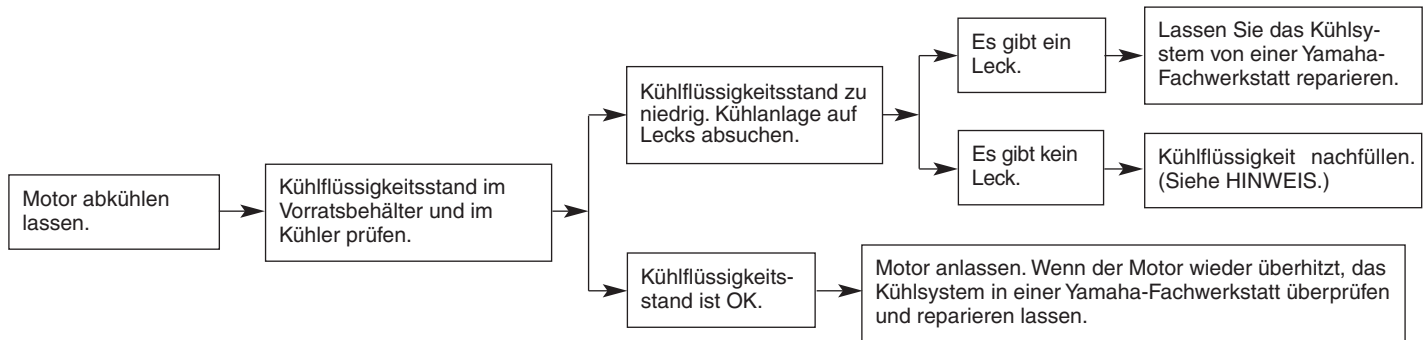 Motor abkühlen
lassen.
Kühlflüssigkeitsstand im
Vorratsbehälter und im
Kühler prüfen.
Kühlflüssigkeitsstand zu
niedrig. Kühlanlage auf
Lecks absuchen.
Es gibt ein
Leck.
Lassen Sie das Kühlsy-
stem von einer Yamaha-
Fachwerkstatt reparieren.
Es gibt kein
Leck.
Kühlflüssigkeit nachfüllen.
(Siehe HINWEIS.)
Kühlflüssigkeits-
stand ist OK.
Motor anlassen. Wenn der Motor wieder überhitzt, das
Kühlsystem in einer Yamaha-Fachwerkstatt überprüfen
und reparieren lassen.